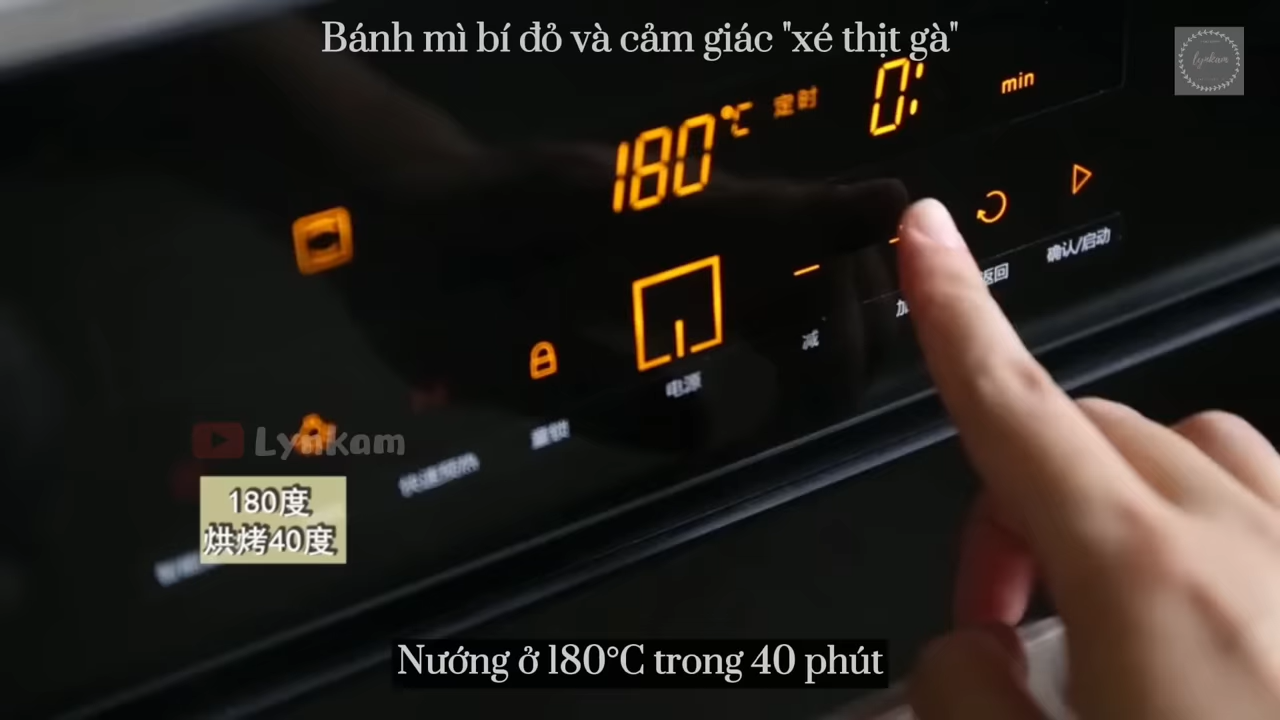 Bánh mì bí đỏ và cảm giác "xé thịt gà"
lynkam
180°C 定时 0: min
确认/启动
返回
加
减
电源
童锁
快速预热
Lynkam
180度
烘烤40度
Nướng ở 180°C trong 40 phút